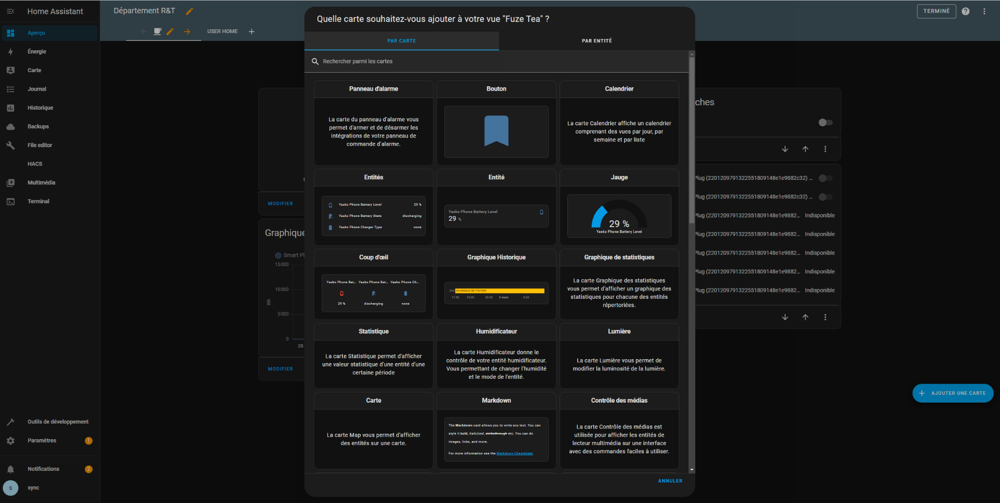 Home Assistant
Département R&T
TERMINÉ
USER HOME
Aperçu
Énergie
Carte
Journal
Historique
Backups
File editor
HACS
Multimédia
Terminal
Outils de développement
Paramètres
1
Notifications
2
s
sync
MODIFIER
Graphique
Smart Pl
15000
10000
5000
0
Wh
28
MODIFIER
Quelle carte souhaitez-vous ajouter à votre vue "Fuze Tea" ?
PAR CARTE
PAR ENTITÉ
Rechercher parmi les cartes
Panneau d'alarme
La carte du panneau d'alarme vous
permet d'armer et de désarmer les
intégrations de votre panneau de
commande d'alarme.
Bouton
Calendrier
La carte Calendrier affiche un calendrier
comprenant des vues par jour, par
semaine et par liste
Entités
Yasko Phone Battery Level 29 %
Yasko Phone Battery State discharging
Yasko Phone Charger Type none
Entité
Yasko Phone Battery Level
29 %
Jauge
29 %
Yasko Phone Battery Level
Coup d'œil
Yasko Phone Bat... Yasko Phone Bat... Yasko Phone Ch...
29 % discharging none
Graphique Historique
Sun Au-dessus de l'horizon
11:00 15:00 20:00 5 mars 6:00
Graphique de statistiques
La carte Graphique des statistiques
vous permet d'afficher un graphique des
statistiques pour chacune des entités
répertoriées.
Statistique
La carte Statistique permet d'afficher
une valeur statistique d'une entité d'une
certaine période
Humidificateur
La carte Humidificateur donne le
contrôle de votre entité humidificateur.
Vous permettant de changer l'humidité
et le mode de l'entité.
Lumière
La carte Lumière vous permet de
modifier la luminosité de la lumière.
Carte
La carte Map vous permet d'afficher
des entités sur une carte.
Markdown
The Markdown card allows you to write any text. You can
style it bold, italicized, strikethrough etc. You can do
images, links, and more.
For more information see the Markdown Cheatsheet.
Contrôle des médias
La carte Contrôle des médias est
utilisée pour afficher les entités de
lecteur multimédia sur une interface
avec des commandes faciles à utiliser.
ANNULER
ches
Plug (2201209791322551809148e1e9882c32) ...
Plug (2201209791322551809148e1e9882c32) ...
Plug (2201209791322551809148e1e9882... Indisponible
Plug (2201209791322551809148e1e9882... Indisponible
Plug (2201209791322551809148e1e9882... Indisponible
Plug (2201209791322551809148e1e9882... Indisponible
Plug (2201209791322551809148e1e9882... Indisponible
AJOUTER UNE CARTE